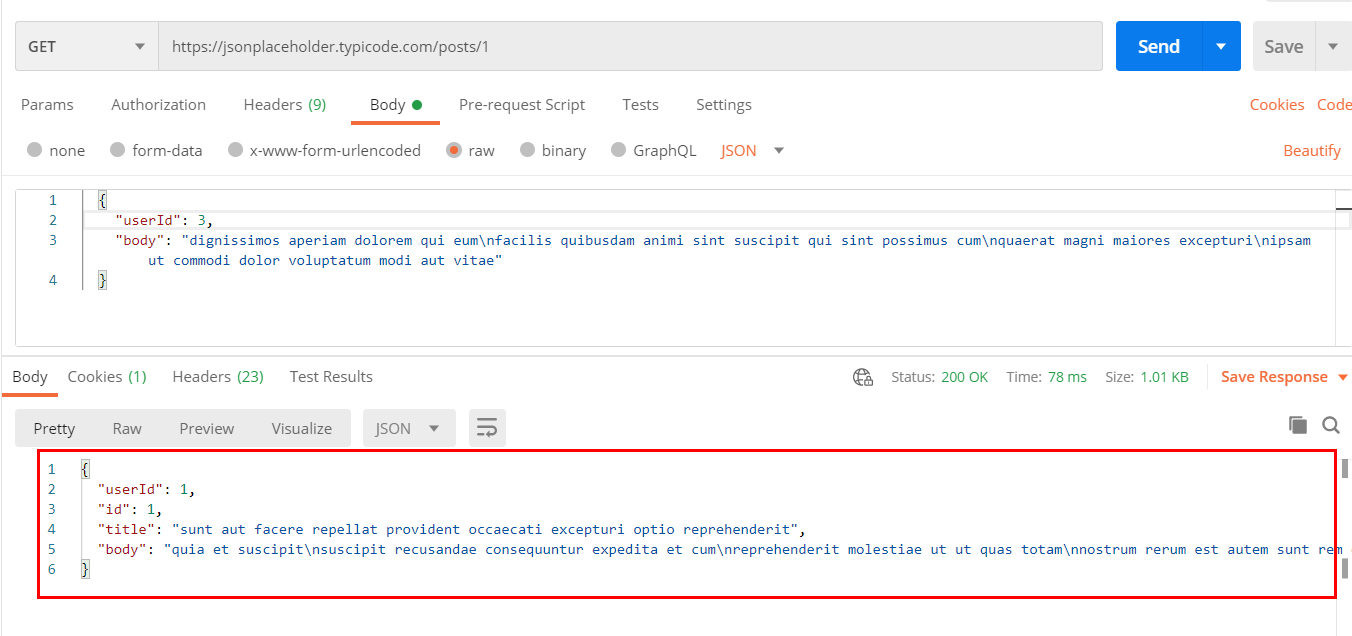 GET https://jsonplaceholder.typicode.com/posts/1 Send Save
Params Authorization Headers (9) Body Pre-request Script Tests Settings Cookies Code
none form-data x-www-form-urlencoded raw binary GraphQL JSON Beautify
1 {
2 "userId": 3,
3 "body": "dignissimos aperiam dolorem qui eum\nfacilis quibusdam animi sint suscipit qui sint possimus cum\nquaerat magni maiores excepturi\nipsam
ut commodi dolor voluptatum modi aut vitae"
4 }
Body Cookies (1) Headers (23) Test Results Status: 200 OK Time: 78 ms Size: 1.01 KB Save Response
Pretty Raw Preview Visualize JSON
1 {
2 "userId": 1,
3 "id": 1,
4 "title": "sunt aut facere repellat provident occaecati excepturi optio reprehenderit",
5 "body": "quia et suscipit\nsuscipit recusandae consequuntur expedita et cum\nreprehenderit molestiae ut ut quas totam\nnostrum rerum est autem sunt rem
6 }